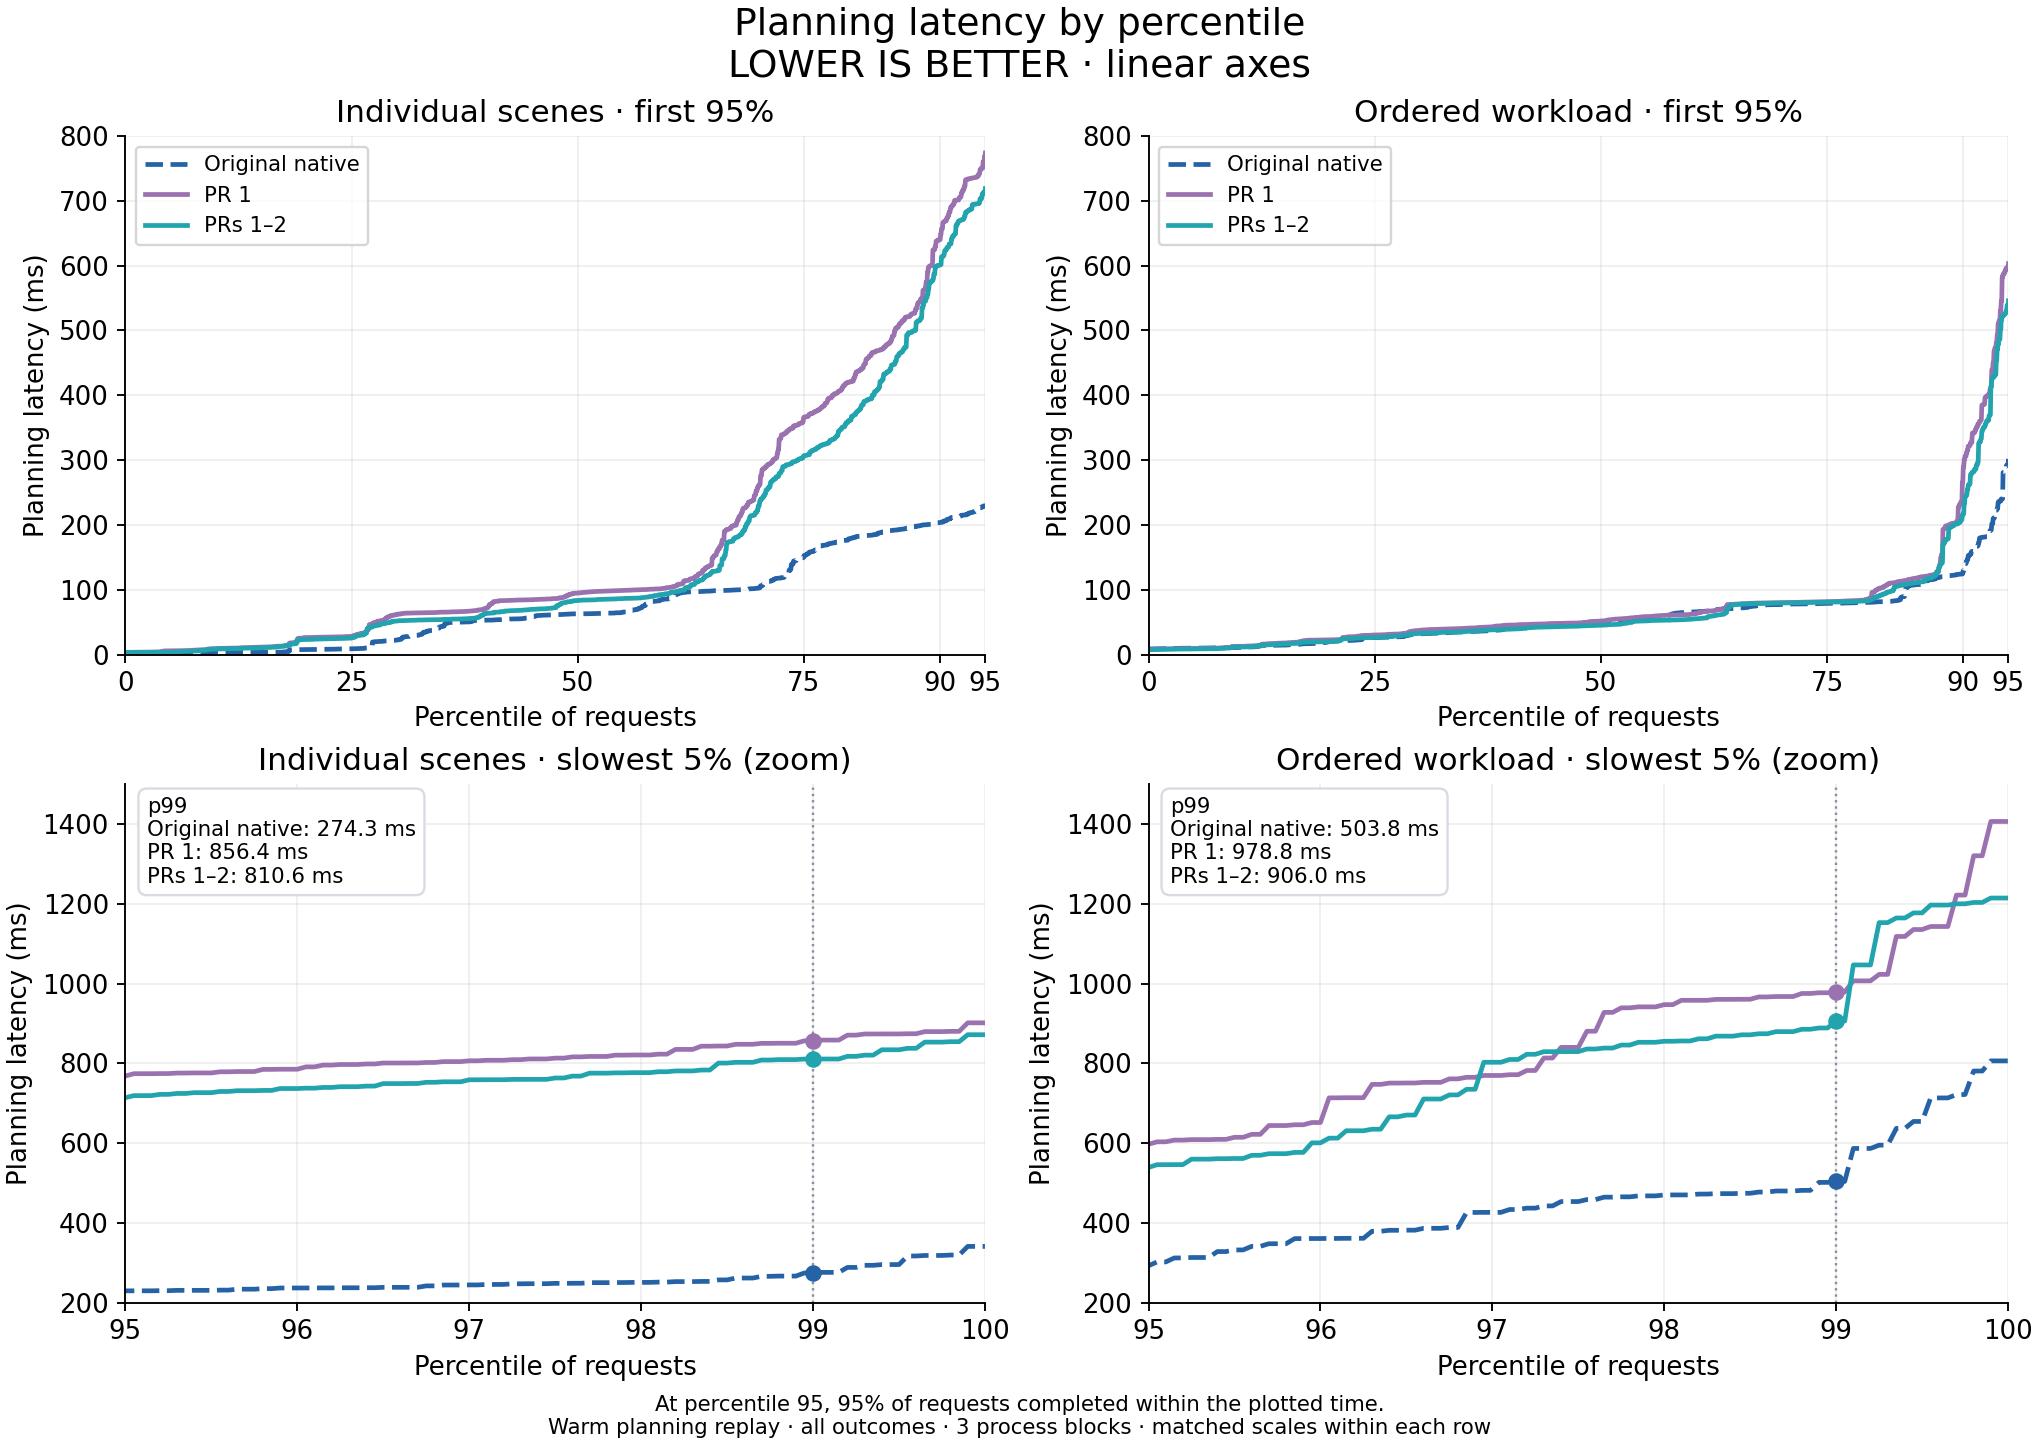 Planning latency by percentile
LOWER IS BETTER · linear axes
Individual scenes · first 95%
Planning latency (ms)
800
700
600
500
400
300
200
100
0
Original native
PR 1
PRs 1–2
0 25 50 75 90 95
Percentile of requests
Ordered workload · first 95%
Planning latency (ms)
800
700
600
500
400
300
200
100
0
Original native
PR 1
PRs 1–2
0 25 50 75 90 95
Percentile of requests
Individual scenes · slowest 5% (zoom)
Planning latency (ms)
1400
1200
1000
800
600
400
200
p99
Original native: 274.3 ms
PR 1: 856.4 ms
PRs 1–2: 810.6 ms
95 96 97 98 99 100
Percentile of requests
Ordered workload · slowest 5% (zoom)
Planning latency (ms)
1400
1200
1000
800
600
400
200
p99
Original native: 503.8 ms
PR 1: 978.8 ms
PRs 1–2: 906.0 ms
95 96 97 98 99 100
Percentile of requests
At percentile 95, 95% of requests completed within the plotted time.
Warm planning replay · all outcomes · 3 process blocks · matched scales within each row